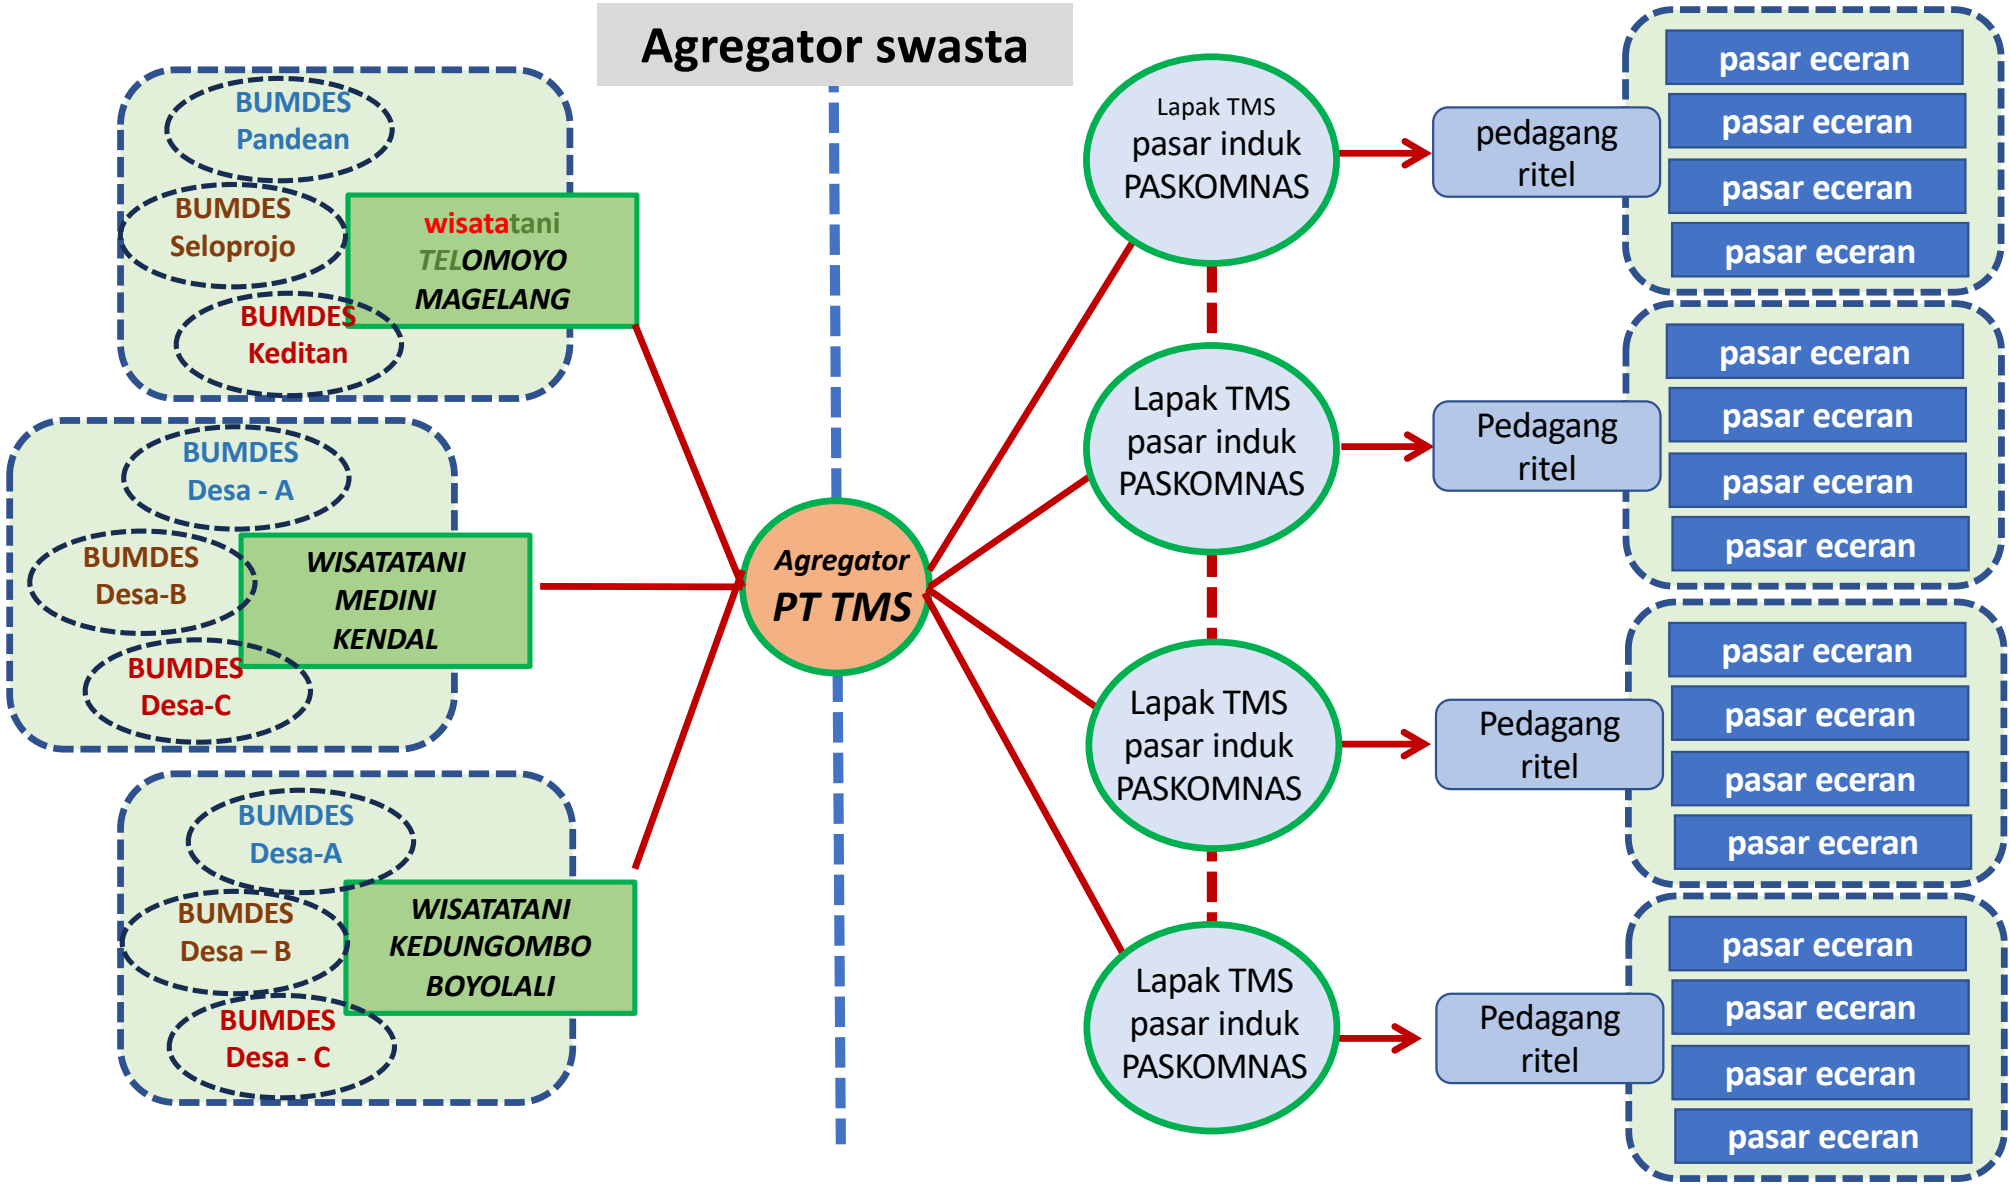 Agregator swasta
BUMDES
Pandean
BUMDES
Seloprojo
BUMDES
Keditan
wisatatani
TELOMOYO
MAGELANG
BUMDES
Desa - A
BUMDES
Desa-B
BUMDES
Desa-C
WISATATANI
MEDINI
KENDAL
BUMDES
Desa-A
BUMDES
Desa – B
BUMDES
Desa - C
WISATATANI
KEDUNGOMBO
BOYOLALI
Agregator
PT TMS
Lapak TMS
pasar induk
PASKOMNAS
pedagang
ritel
pasar eceran
pasar eceran
pasar eceran
pasar eceran
Lapak TMS
pasar induk
PASKOMNAS
Pedagang
ritel
pasar eceran
pasar eceran
pasar eceran
pasar eceran
Lapak TMS
pasar induk
PASKOMNAS
Pedagang
ritel
pasar eceran
pasar eceran
pasar eceran
pasar eceran
Lapak TMS
pasar induk
PASKOMNAS
Pedagang
ritel
pasar eceran
pasar eceran
pasar eceran
pasar eceran